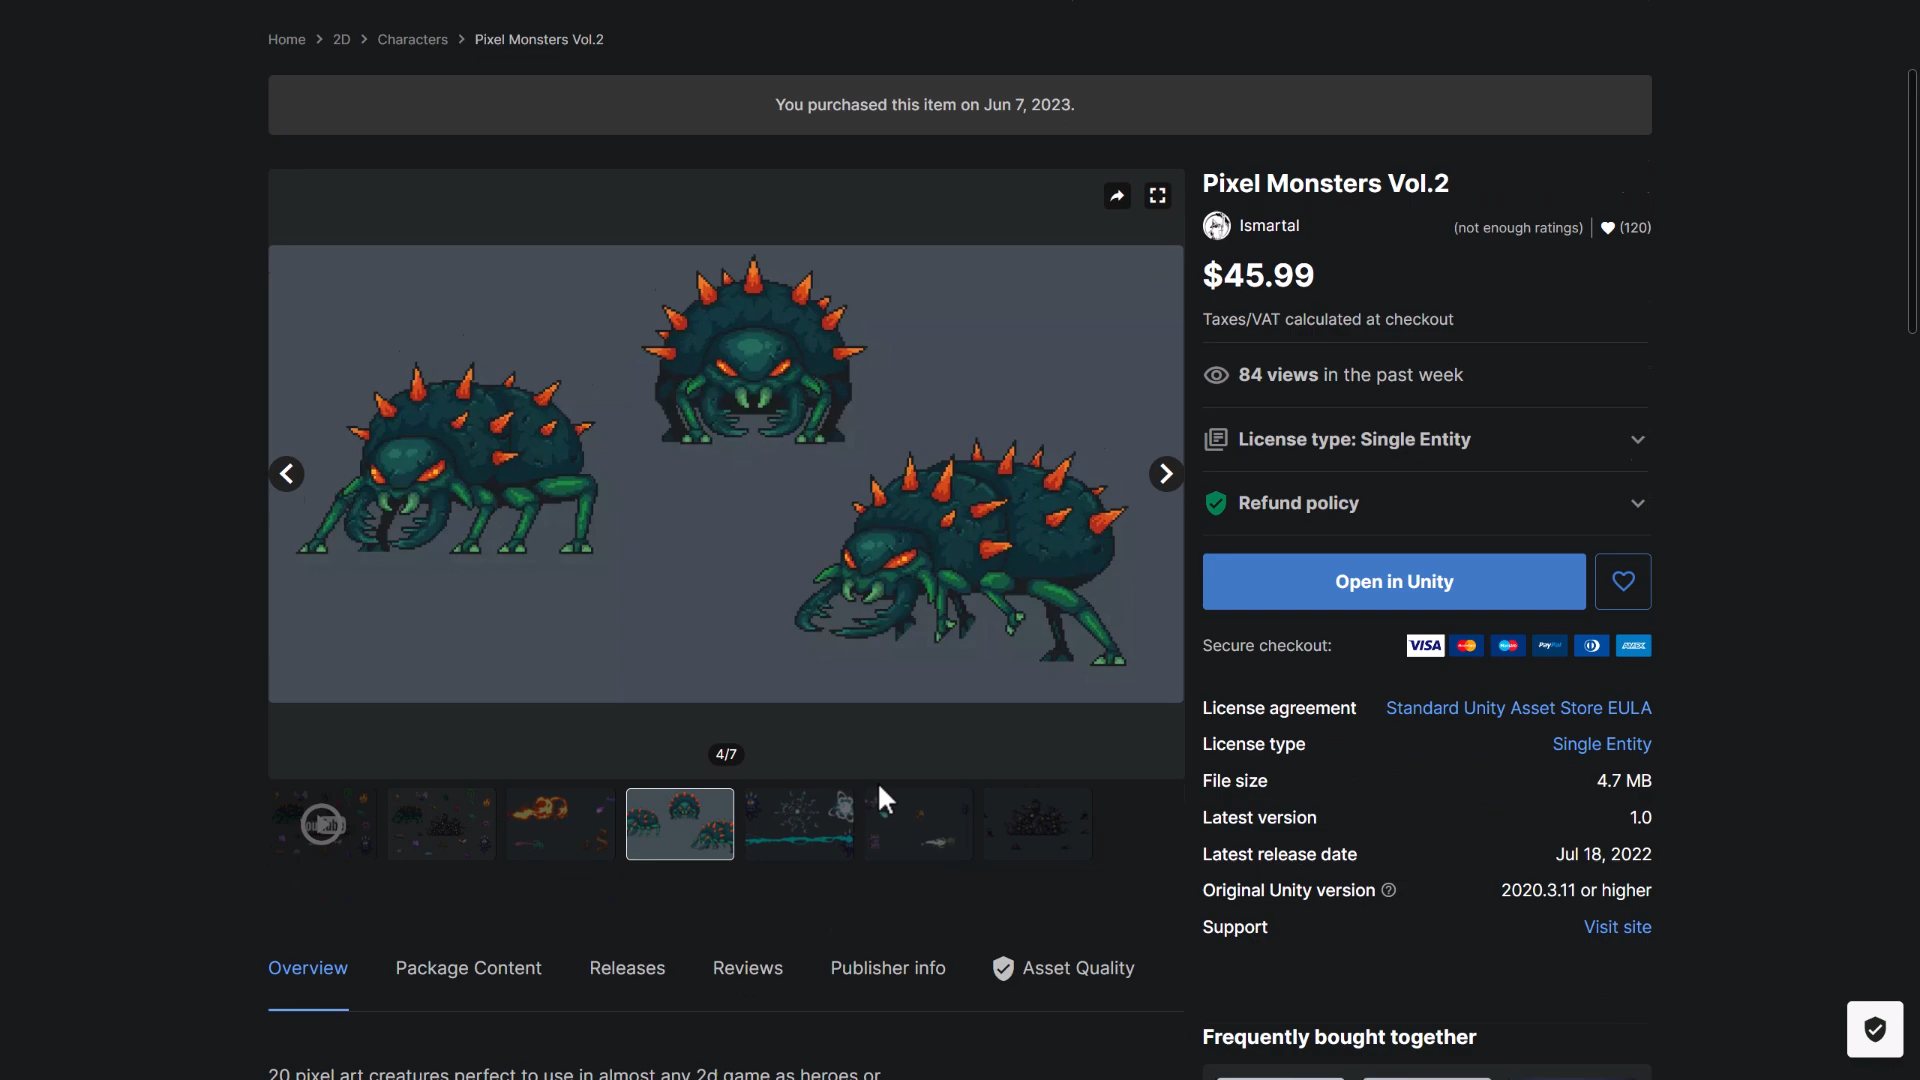 Home > 2D > Characters > Pixel Monsters Vol.2
You purchased this item on Jun 7, 2023.
Pixel Monsters Vol.2
Ismartal
(not enough ratings) | (120)
$45.99
Taxes/VAT calculated at checkout
84 views in the past week
License type: Single Entity
Refund policy
Open in Unity
Secure checkout:
VISA
PayPal
AMEX
License agreement Standard Unity Asset Store EULA
License type Single Entity
File size 4.7 MB
Latest version 1.0
Latest release date Jul 18, 2022
Original Unity version 2020.3.11 or higher
Support Visit site
4/7
Overview Package Content Releases Reviews Publisher info Asset Quality
Frequently bought together
20 pixel art creatures perfect to use in almost any 2d game as heroes or